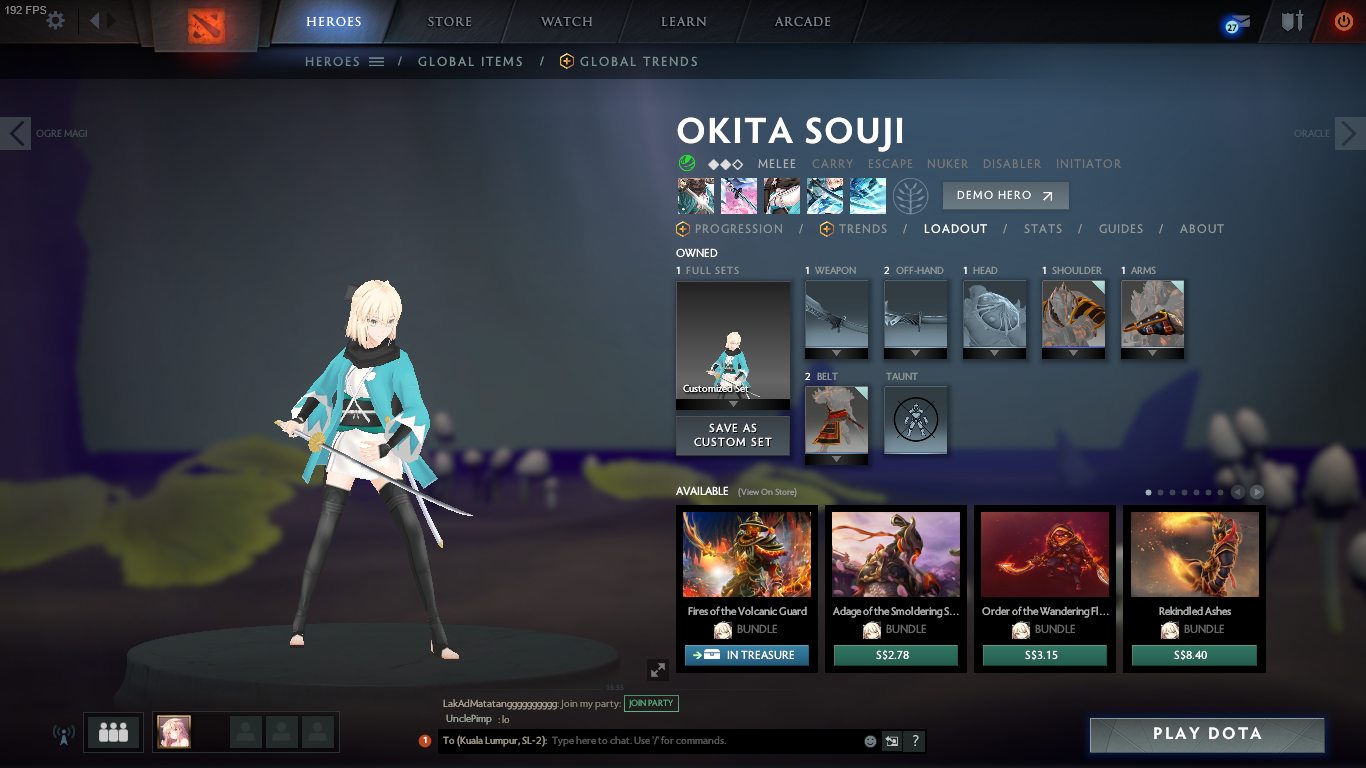 192 FPS
HEROES STORE WATCH LEARN ARCADE
27
HEROES / GLOBAL ITEMS / GLOBAL TRENDS
OGRE MAGI
ORACLE
OKITA SOUJI
MELEE CARRY ESCAPE NUKER DISABLER INITIATOR
DEMO HERO
PROGRESSION / TRENDS / LOADOUT / STATS / GUIDES / ABOUT
OWNED
1 FULL SETS 1 WEAPON 2 OFF-HAND 1 HEAD 1 SHOULDER 1 ARMS
Customized Set
2 BELT TAUNT
SAVE AS
CUSTOM SET
AVAILABLE (View On Store)
Fires of the Volcanic Guard Adage of the Smoldering S... Order of the Wandering Fl... Rekindled Ashes
BUNDLE BUNDLE BUNDLE BUNDLE
IN TREASURE S$2.78 S$3.15 S$8.40
LakAdMatatangggggggggg: Join my party: JOIN PARTY
UnclePimp : lo
1 To (Kuala Lumpur, SL-2): Type here to chat. Use '/' for commands. ?
PLAY DOTA